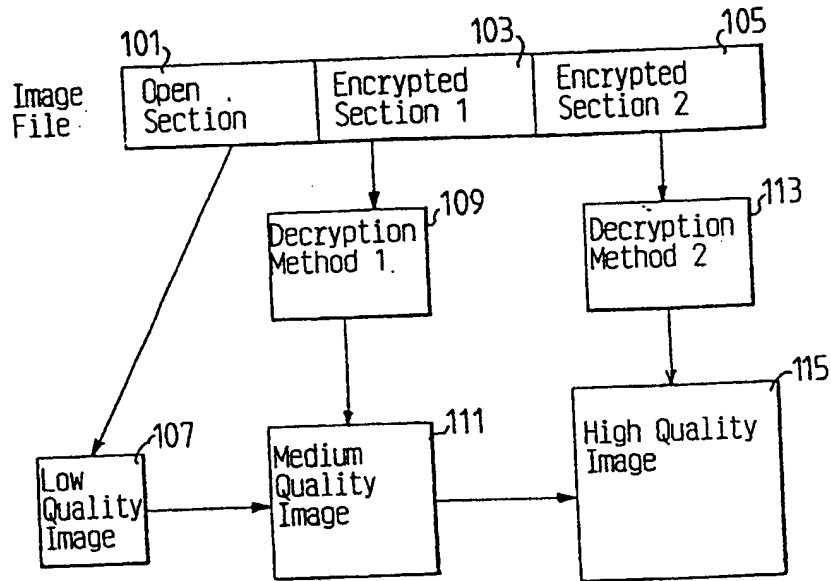 101
103
105
Image
File
Open
Section
Encrypted
Section 1
Encrypted
Section 2
109
113
Decryption
Method 1
Decryption
Method 2
107
111
115
Low
Quality
Image
Medium
Quality
Image
High Quality
Image